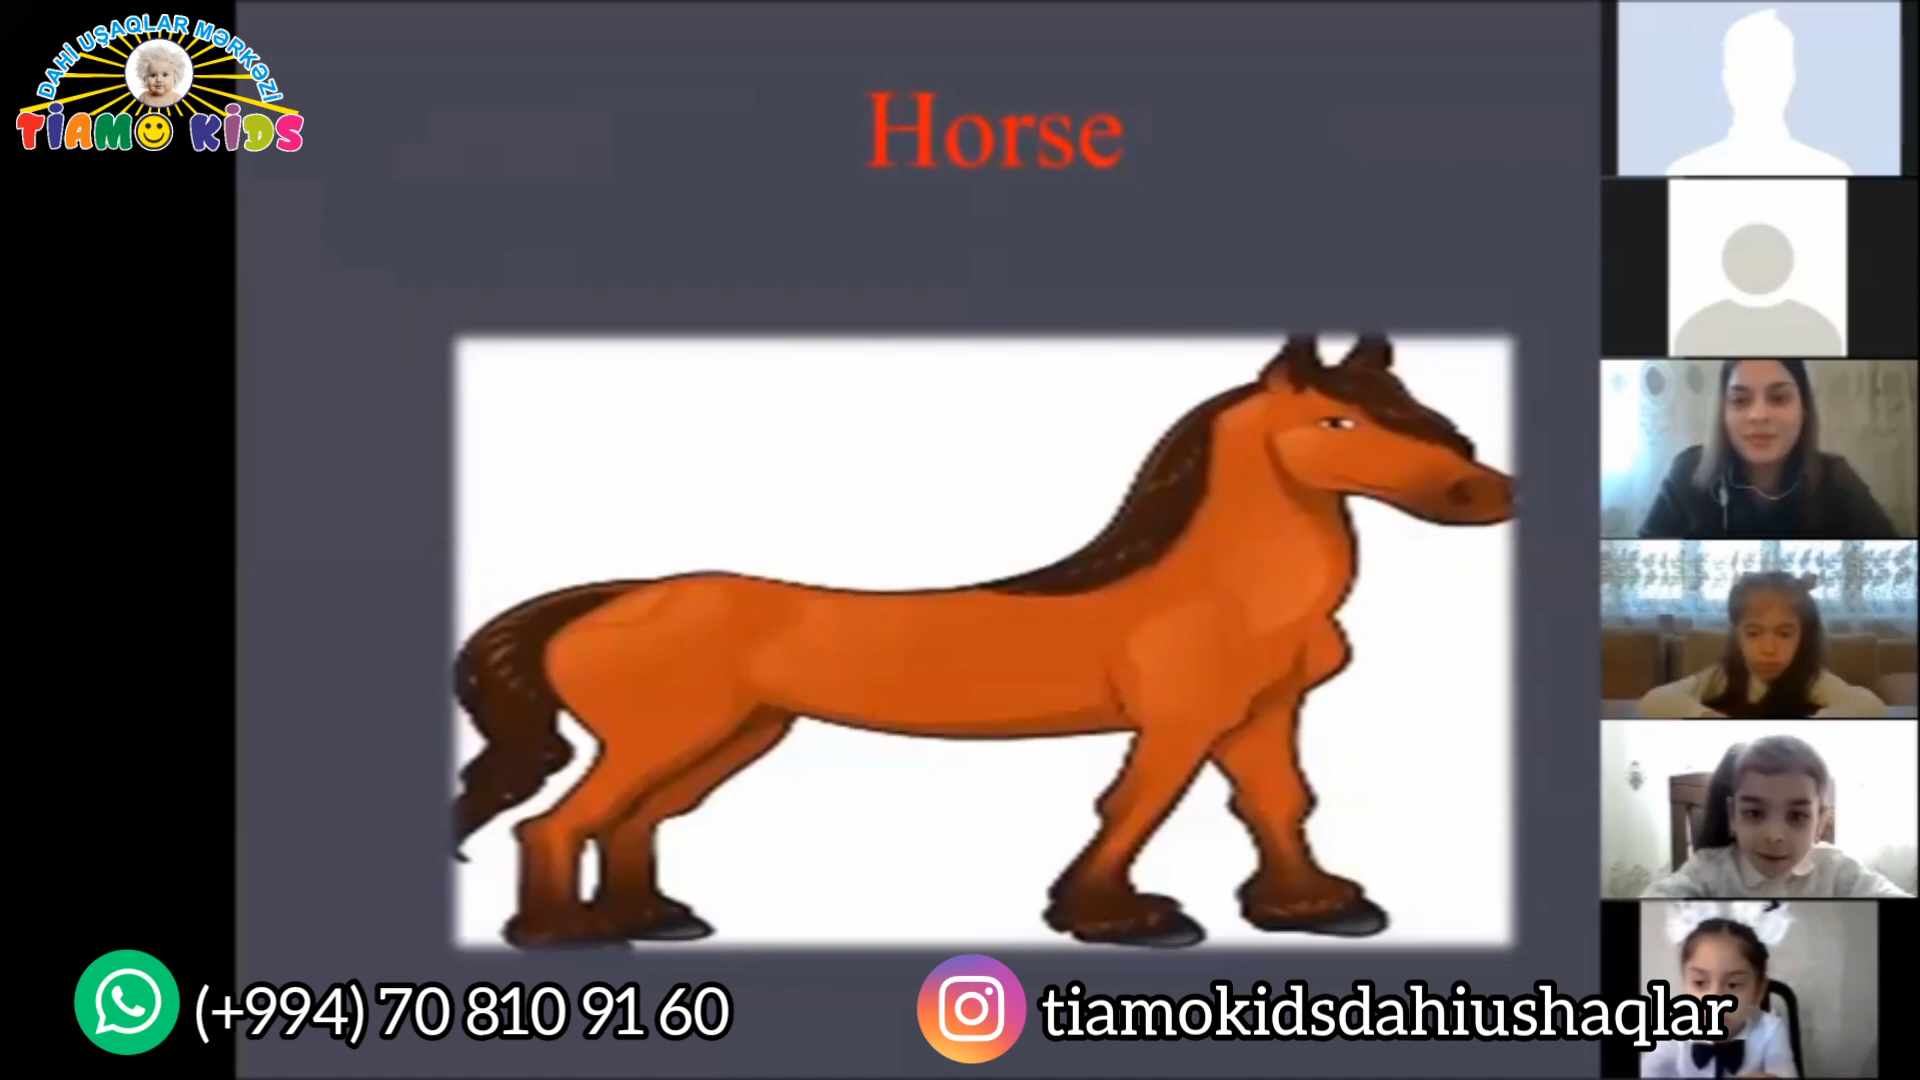 DAHİ UŞAQLAR MƏRKƏZİ
TiAMO KiDS
Horse
(+994) 70 810 91 60
tiamokidsdahiushaqlar